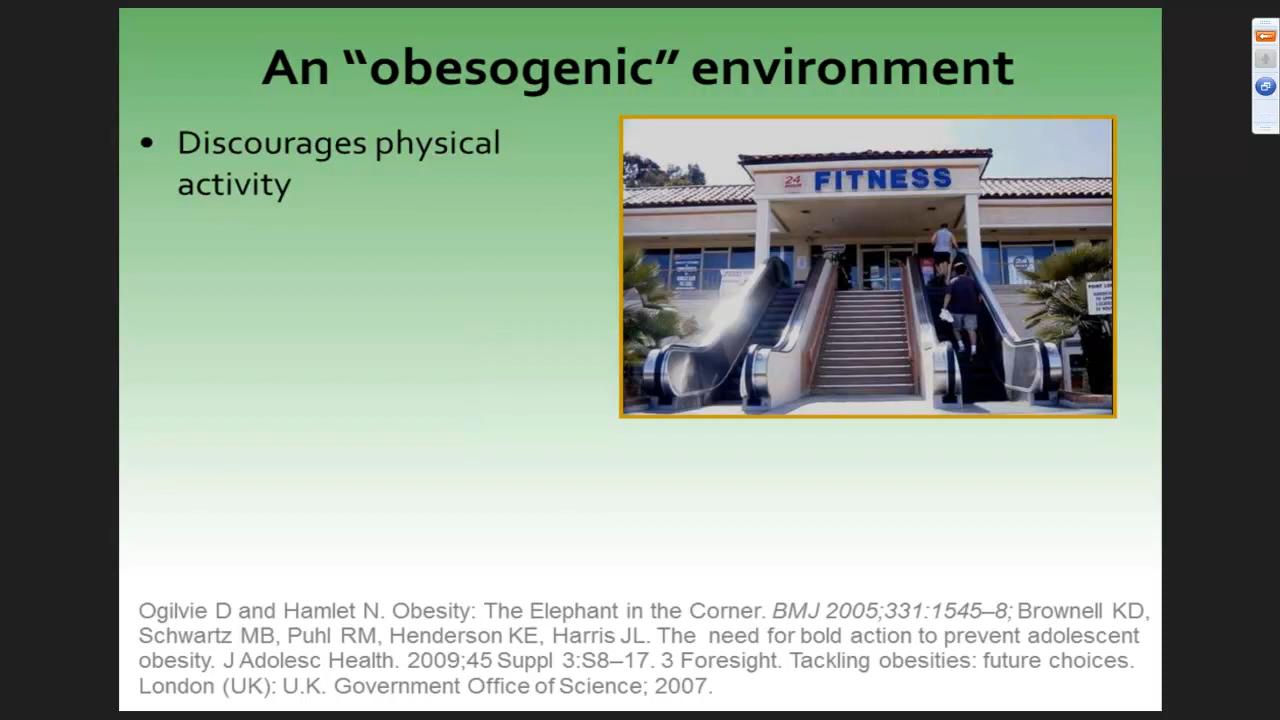 An “obesogenic” environment
• Discourages physical
activity
24
FITNESS
Ogilvie D and Hamlet N. Obesity: The Elephant in the Corner. BMJ 2005;331:1545–8; Brownell KD,
Schwartz MB, Puhl RM, Henderson KE, Harris JL. The need for bold action to prevent adolescent
obesity. J Adolesc Health. 2009;45 Suppl 3:S8–17. 3 Foresight. Tackling obesities: future choices.
London (UK): U.K. Government Office of Science; 2007.